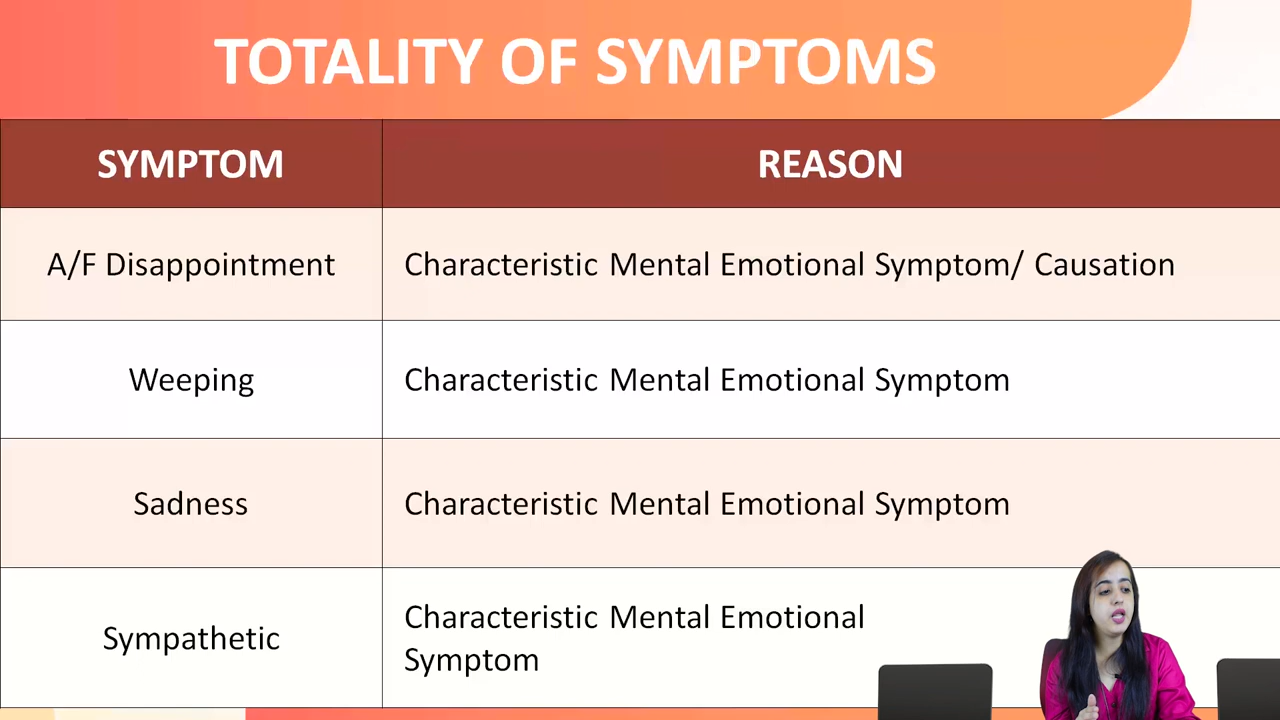 TOTALITY OF SYMPTOMS
SYMPTOM REASON
A/F Disappointment Characteristic Mental Emotional Symptom/ Causation
Weeping Characteristic Mental Emotional Symptom
Sadness Characteristic Mental Emotional Symptom
Sympathetic Characteristic Mental Emotional
Symptom